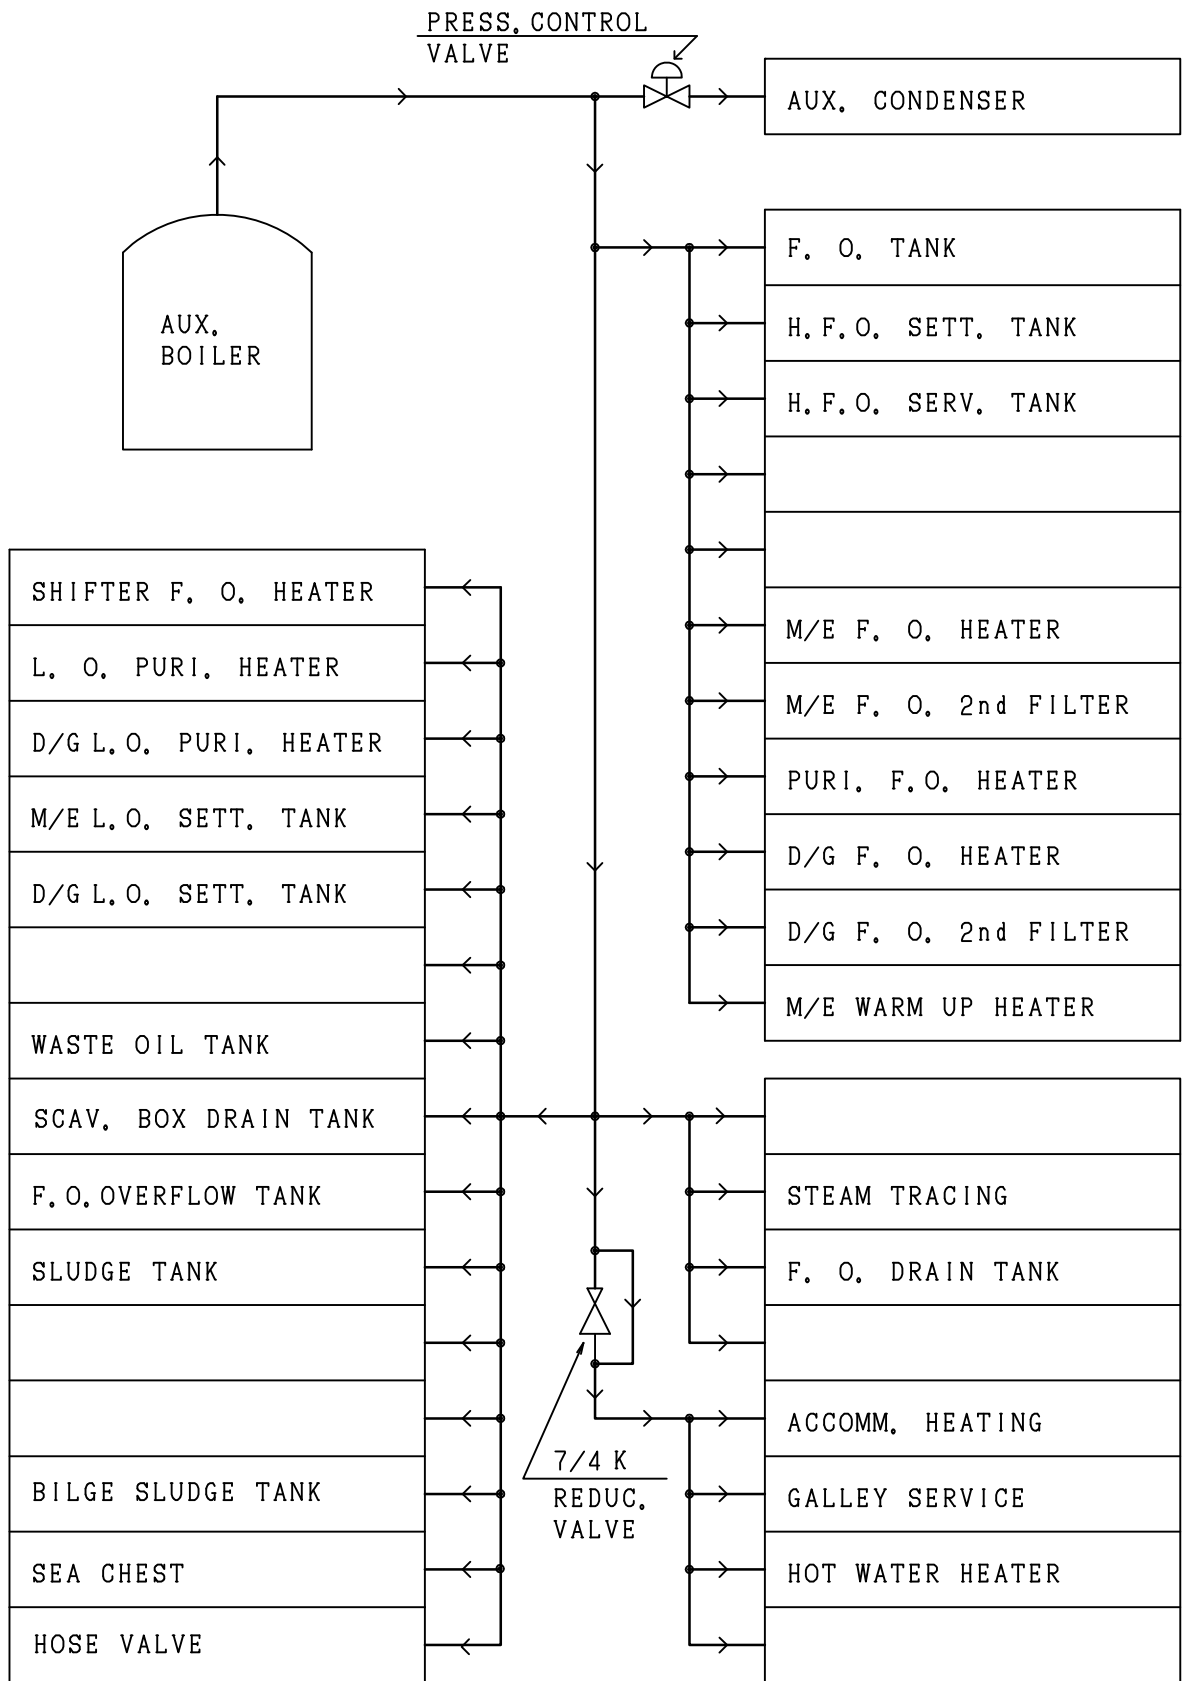 PRESS. CONTROL
VALVE
AUX. CONDENSER
AUX.
BOILER
F. O. TANK
H.F.O. SETT. TANK
H.F.O. SERV. TANK
M/E F. O. HEATER
M/E F. O. 2nd FILTER
PURI. F.O. HEATER
D/G F. O. HEATER
D/G F. O. 2nd FILTER
M/E WARM UP HEATER
SHIFTER F. O. HEATER
L. O. PURI. HEATER
D/G L.O. PURI. HEATER
M/E L.O. SETT. TANK
D/G L.O. SETT. TANK
WASTE OIL TANK
SCAV. BOX DRAIN TANK
F.O.OVERFLOW TANK
SLUDGE TANK
BILGE SLUDGE TANK
SEA CHEST
HOSE VALVE
7/4 K
REDUC.
VALVE
STEAM TRACING
F. O. DRAIN TANK
ACCOMM. HEATING
GALLEY SERVICE
HOT WATER HEATER